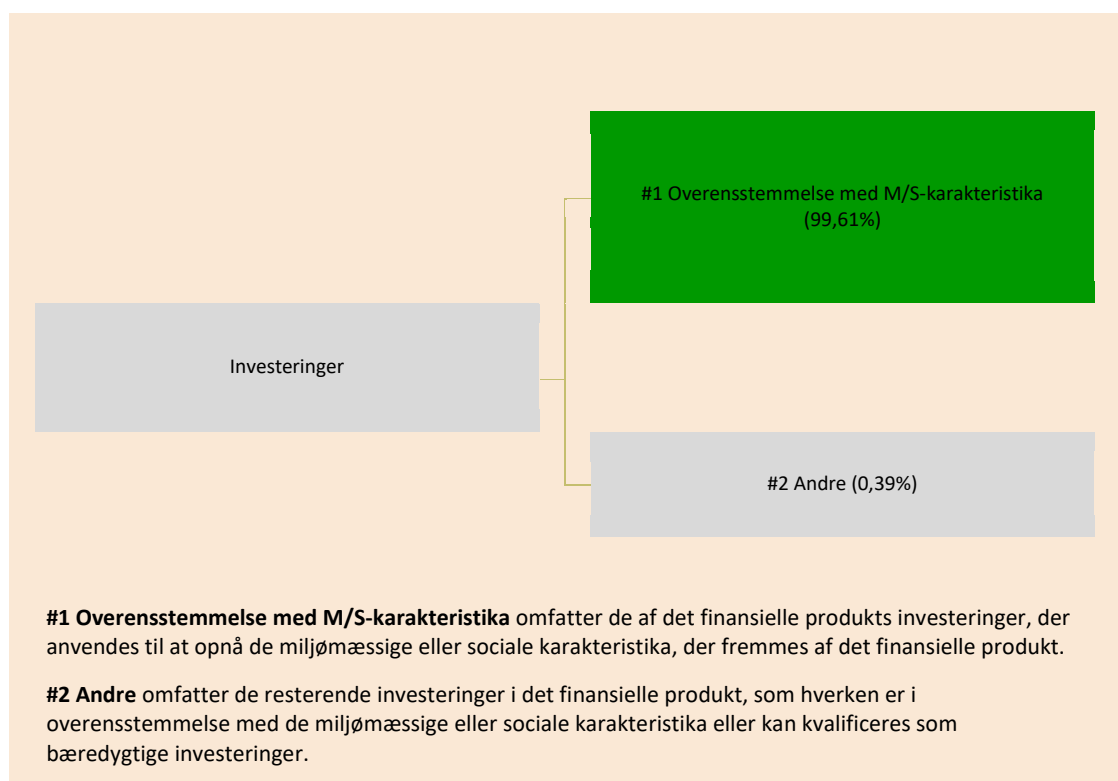 #1 Overensstemmelse med M/S-karakteristika
(99,61%)
Investeringer
#2 Andre (0,39%)
#1 Overensstemmelse med M/S-karakteristika omfatter de af det finansielle produkts investeringer, der
anvendes til at opnå de miljømæssige eller sociale karakteristika, der fremmes af det finansielle produkt.
#2 Andre omfatter de resterende investeringer i det finansielle produkt, som hverken er i
overensstemmelse med de miljømæssige eller sociale karakteristika eller kan kvalificeres som
bæredygtige investeringer.